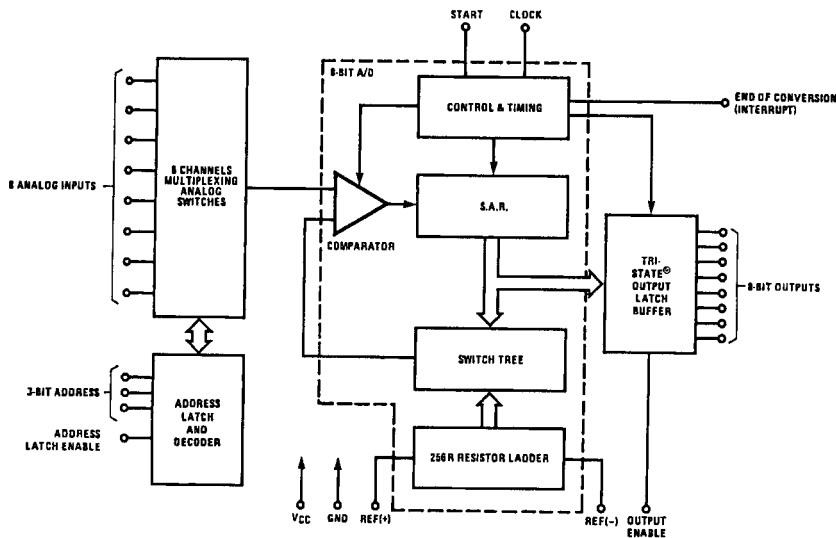 START
CLOCK
8-BIT A/D
CONTROL & TIMING
END OF CONVERSION
(INTERRUPT)
8 ANALOG INPUTS
8 CHANNELS
MULTIPLEXING
ANALOG
SWITCHES
S.A.R.
COMPARATOR
TRI-
STATE®
OUTPUT
LATCH
BUFFER
8-BIT OUTPUTS
SWITCH TREE
3-BIT ADDRESS
ADDRESS
LATCH ENABLE
ADDRESS
LATCH
AND
DECODER
256R RESISTOR LADDER
VCC
GND
REF(+)
REF(−)
OUTPUT
ENABLE